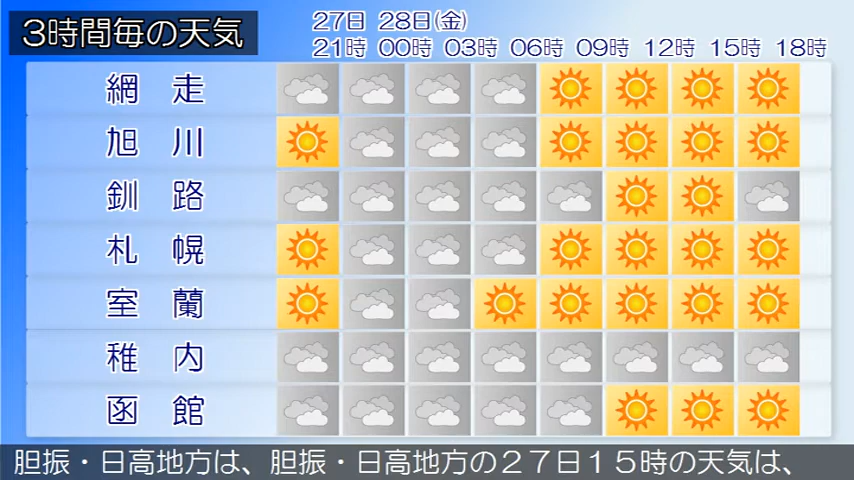 3時間毎の天気
27日 28日(金)
21時 00時 03時 06時 09時 12時 15時 18時
網 走
旭 川
釧 路
札 幌
室 蘭
稚 内
函 館
胆振・日高地方は、胆振・日高地方の２７日１５時の天気は、